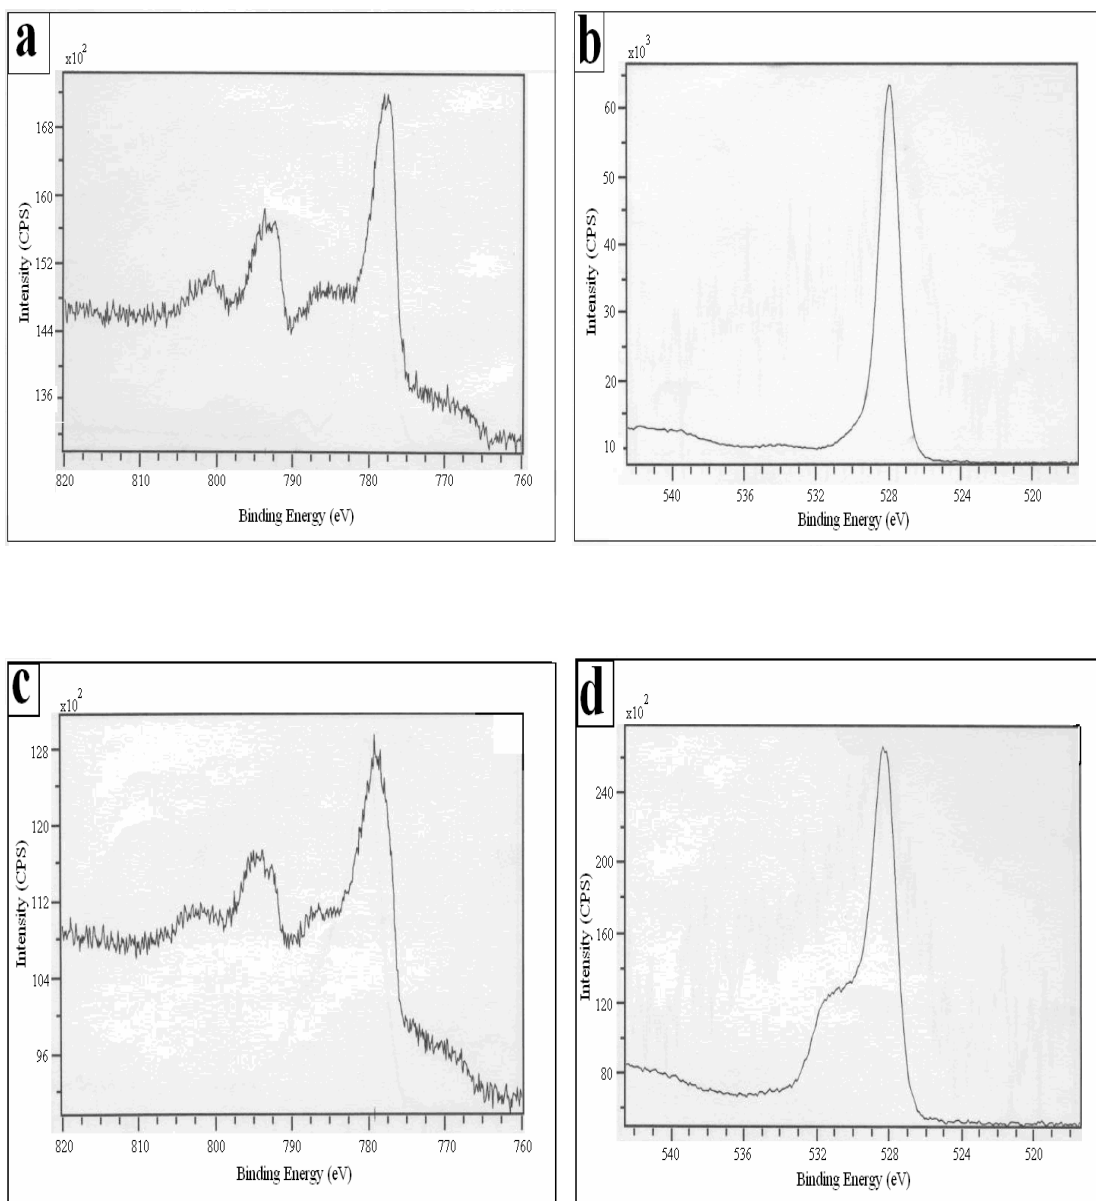 a
x10²
168
160
152
144
136
Intensity (CPS)
820 810 800 790 780 770 760
Binding Energy (eV)
b
x10³
60
50
40
30
20
10
Intensity (CPS)
540 536 532 528 524 520
Binding Energy (eV)
c
x10²
128
120
112
104
96
Intensity (CPS)
820 810 800 790 780 770 760
Binding Energy (eV)
d
x10²
240
200
160
120
80
Intensity (CPS)
540 536 532 528 524 520
Binding Energy (eV)